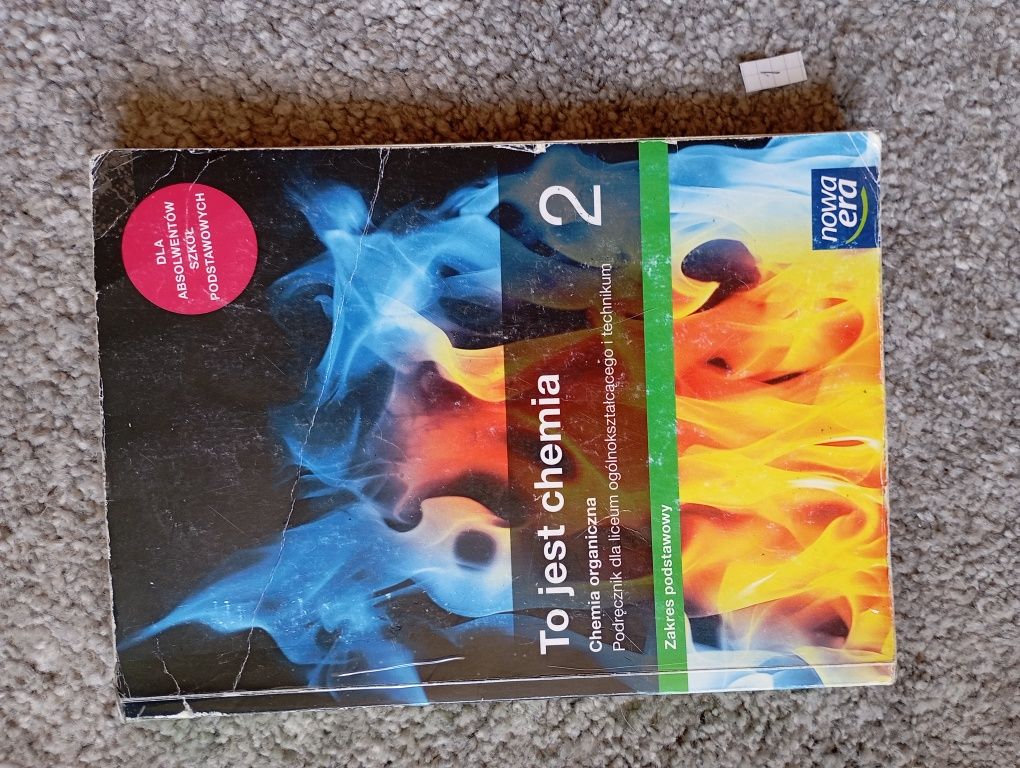 DLA
ABSOLWENTÓW
SZKÓŁ
PODSTAWOWYCH
To jest chemia 2
Chemia organiczna
Podręcznik dla liceum ogólnokształcącego i technikum
Zakres podstawowy
nowa
era
1